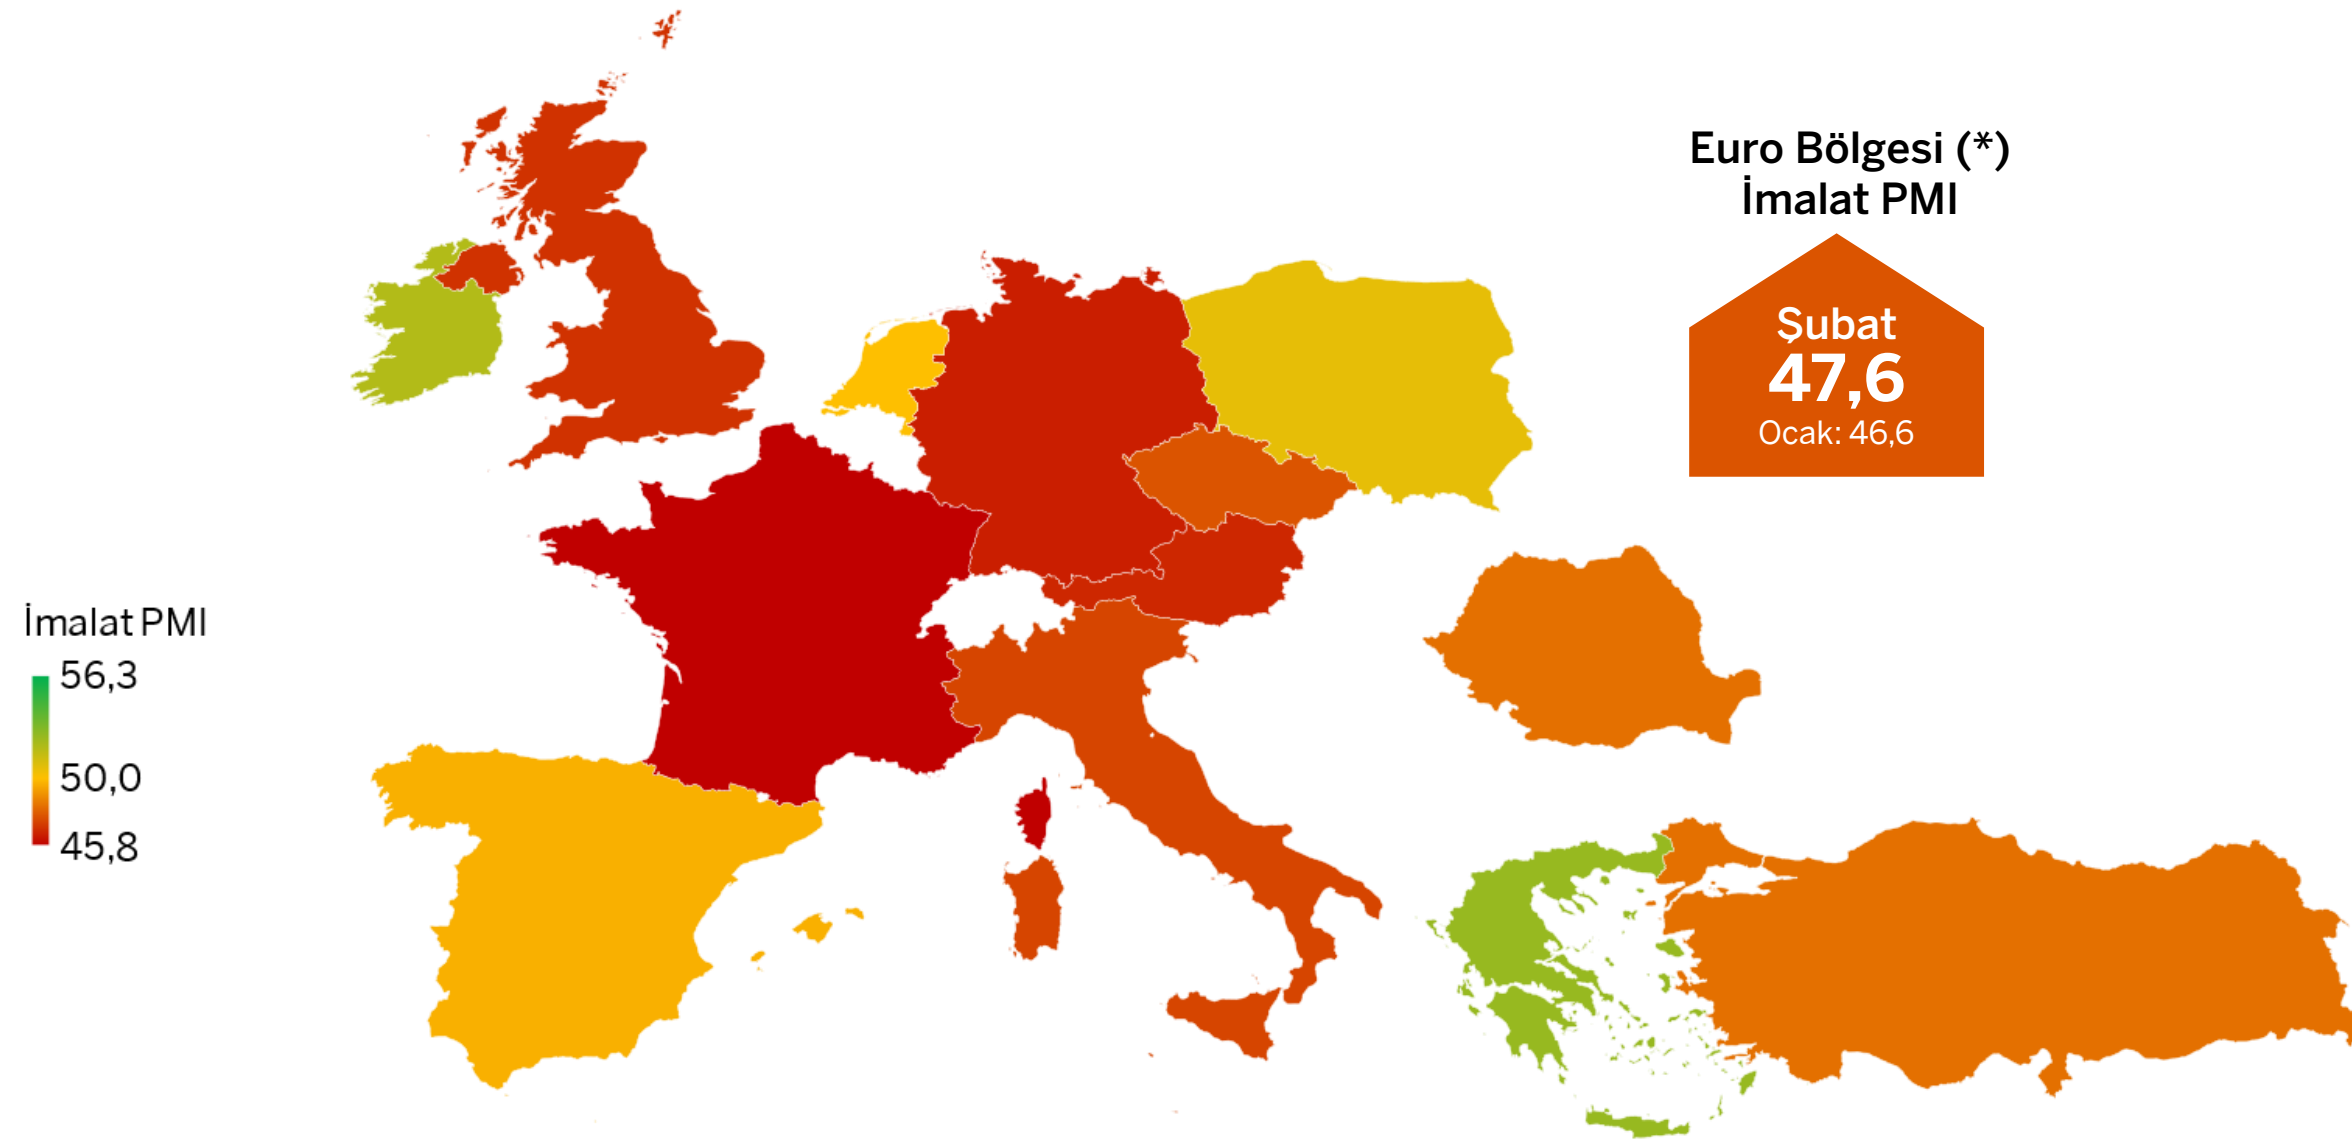 Euro Bölgesi (*)
İmalat PMI
Şubat
47,6
Ocak: 46,6
İmalat PMI
56,3
50,0
45,8